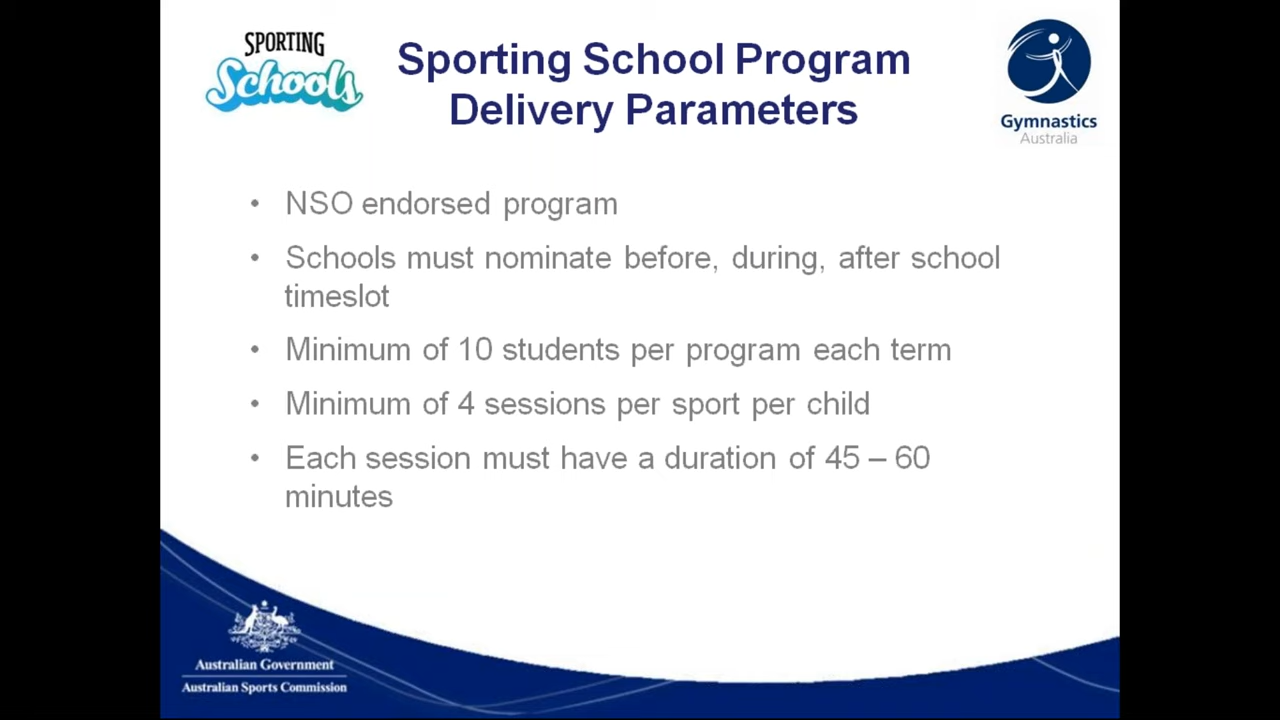 SPORTING
Schools
Sporting School Program
Delivery Parameters
Gymnastics
Australia
• NSO endorsed program
• Schools must nominate before, during, after school
timeslot
• Minimum of 10 students per program each term
• Minimum of 4 sessions per sport per child
• Each session must have a duration of 45 – 60
minutes
Australian Government
Australian Sports Commission